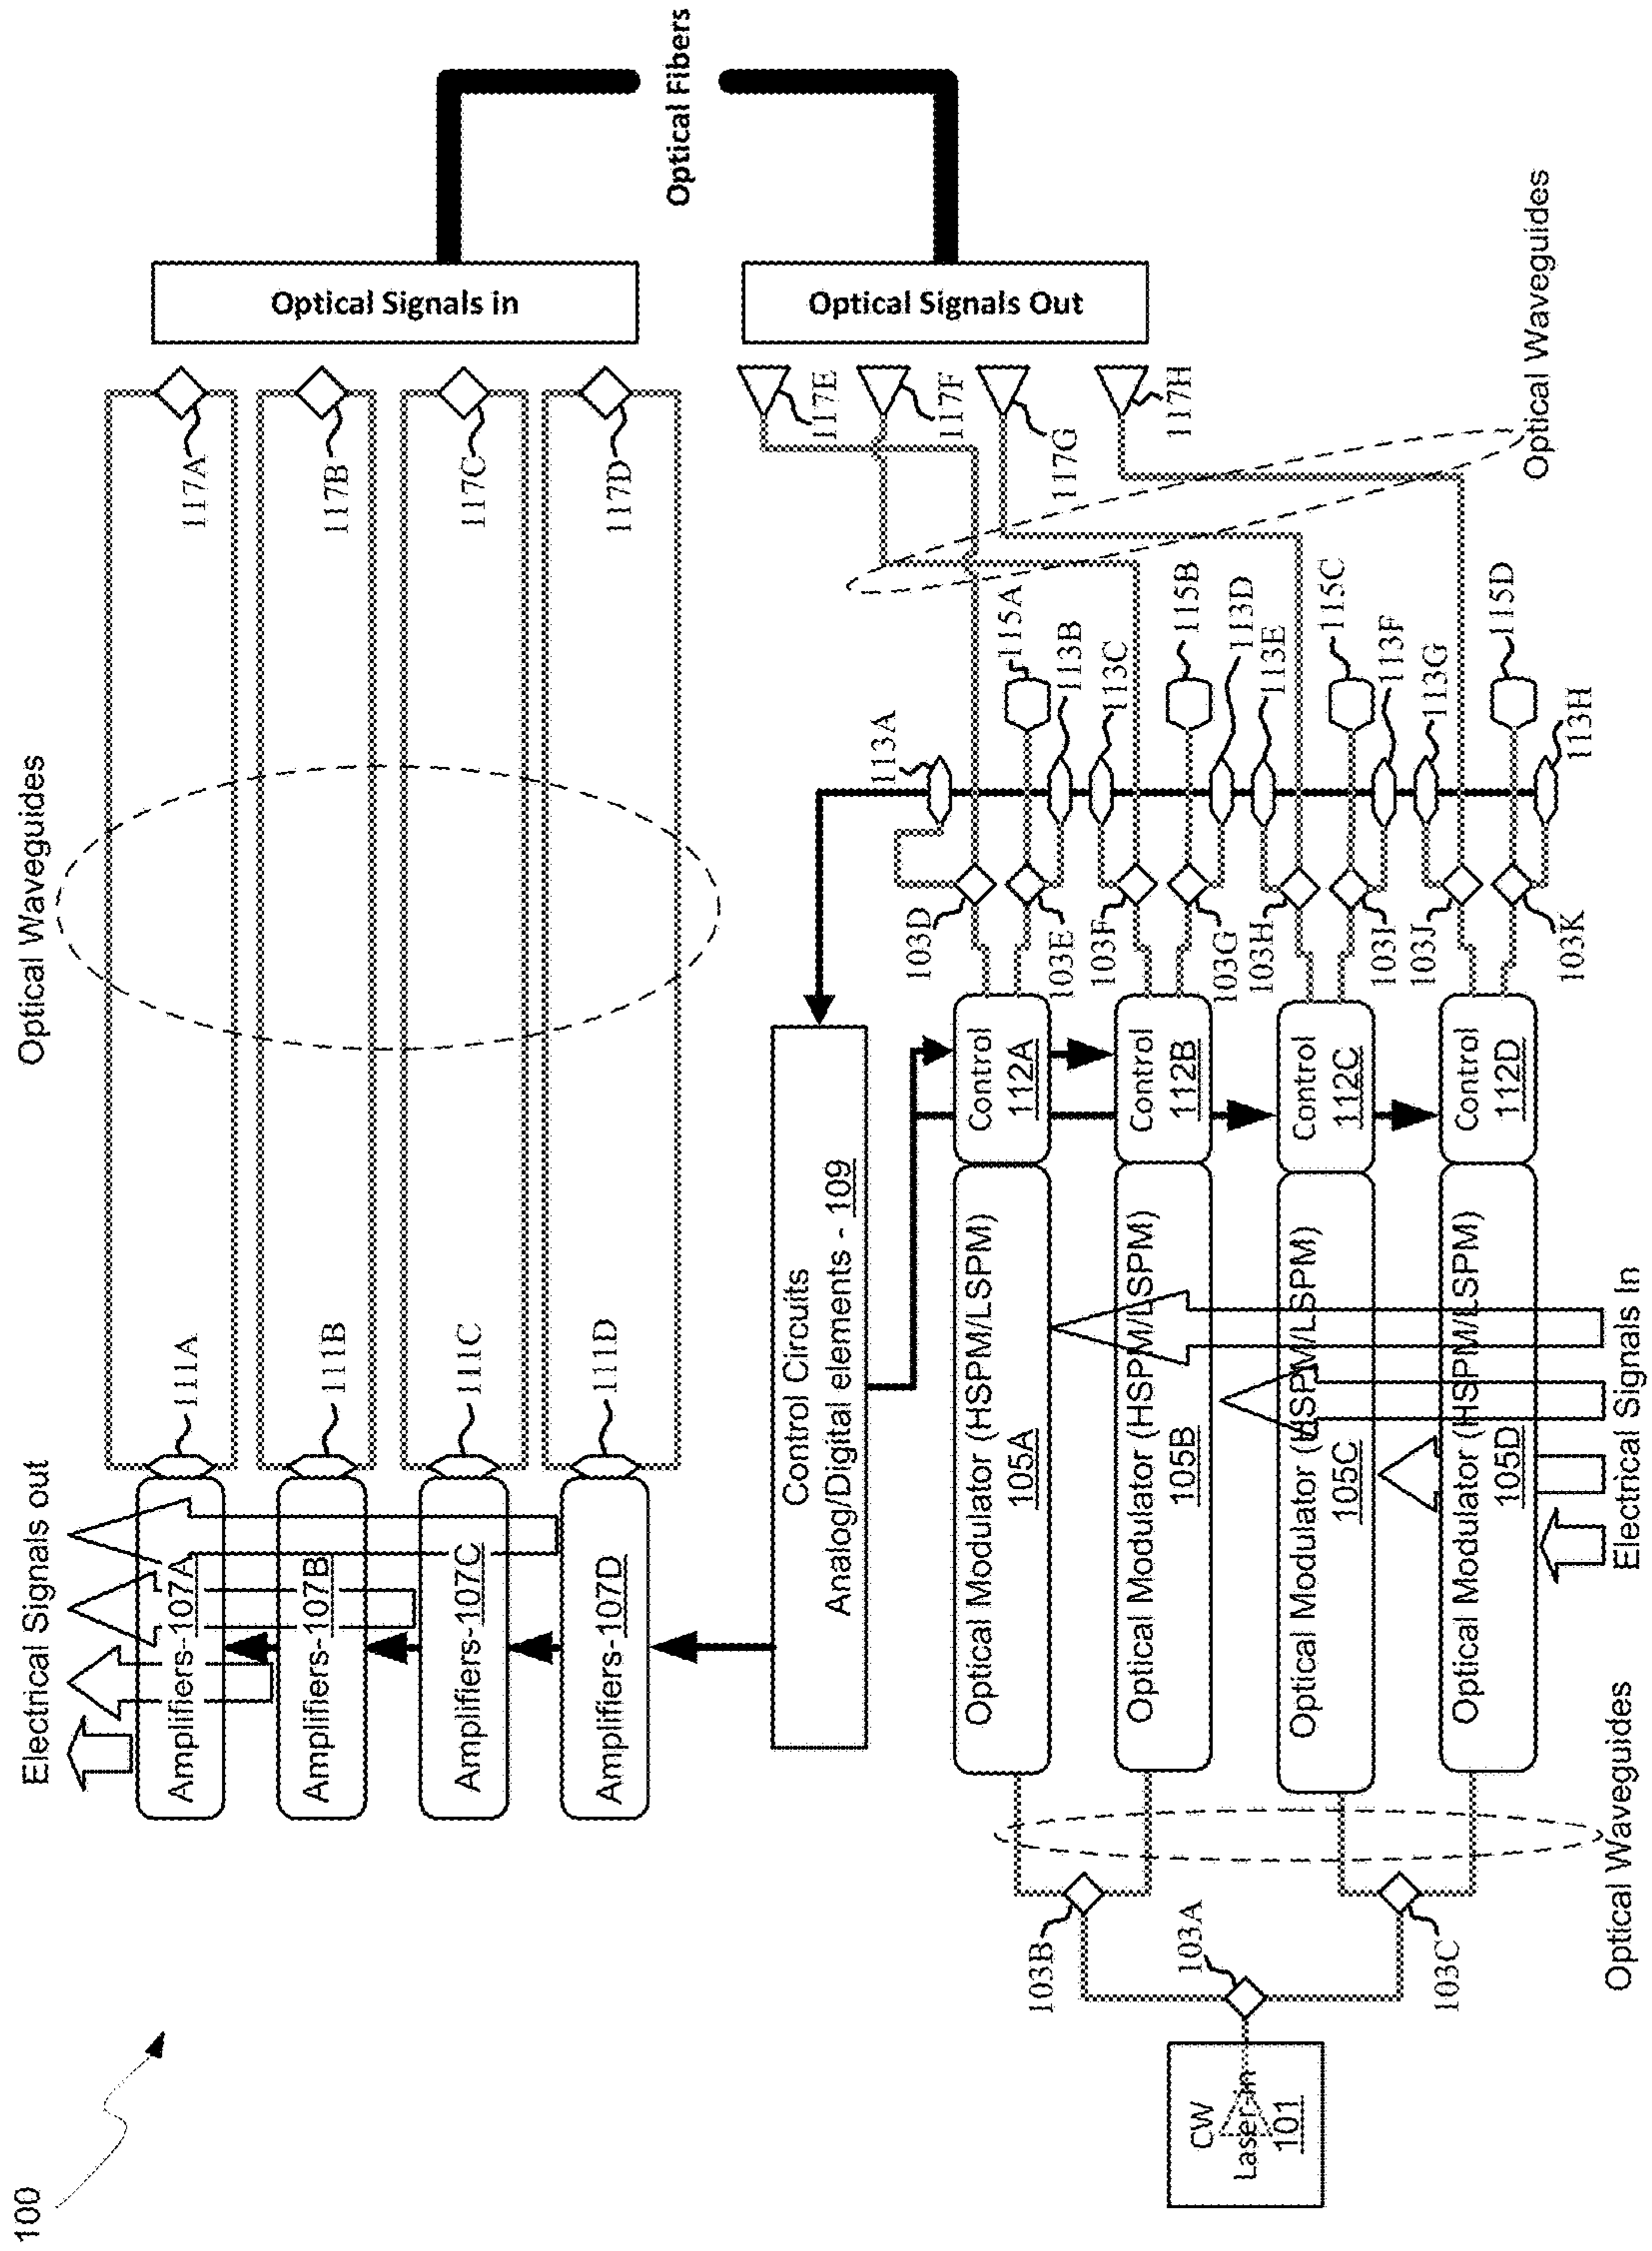 100
Electrical Signals out
Optical Waveguides
Amplifiers-107A
Amplifiers-107B
Amplifiers-107C
Amplifiers-107D
111A
111B
111C
111D
117A
117B
117C
117D
Optical Signals in
Optical Fibers
Optical Signals Out
Control Circuits
Analog/Digital elements - 109
CW
Laser-in
101
103A
103B
103C
Optical Waveguides
Optical Modulator (HSPM/LSPM)
105A
Optical Modulator (HSPM/LSPM)
105B
Optical Modulator (HSPM/LSPM)
105C
Optical Modulator (HSPM/LSPM)
105D
Electrical Signals In
Control
112A
Control
112B
Control
112C
Control
112D
103D
103E
103F
103G
103H
103I
103J
103K
113A
113B
113C
113D
113E
113F
113G
113H
115A
115B
115C
115D
117E
117F
117G
117H
Optical Waveguides